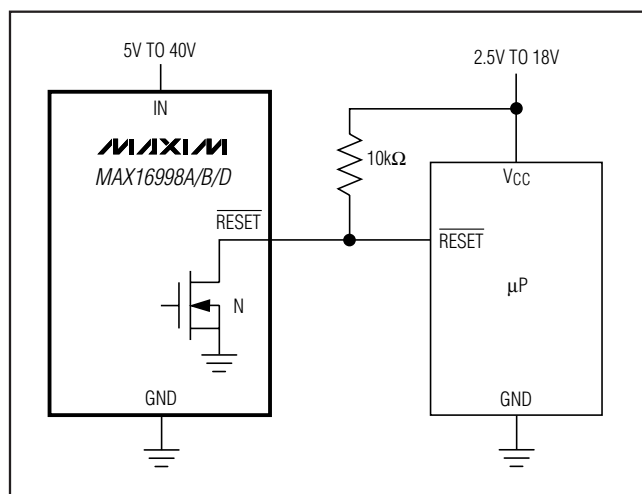 5V TO 40V
IN
MAXIM
MAX16998A/B/D
RESET
N
GND
2.5V TO 18V
10kΩ
VCC
RESET
μP
GND